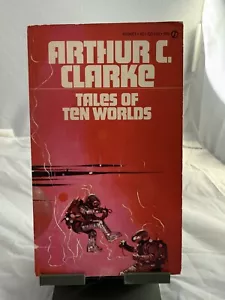 ARTHUR C.
CLARKE
TALES OF
TEN WORLDS